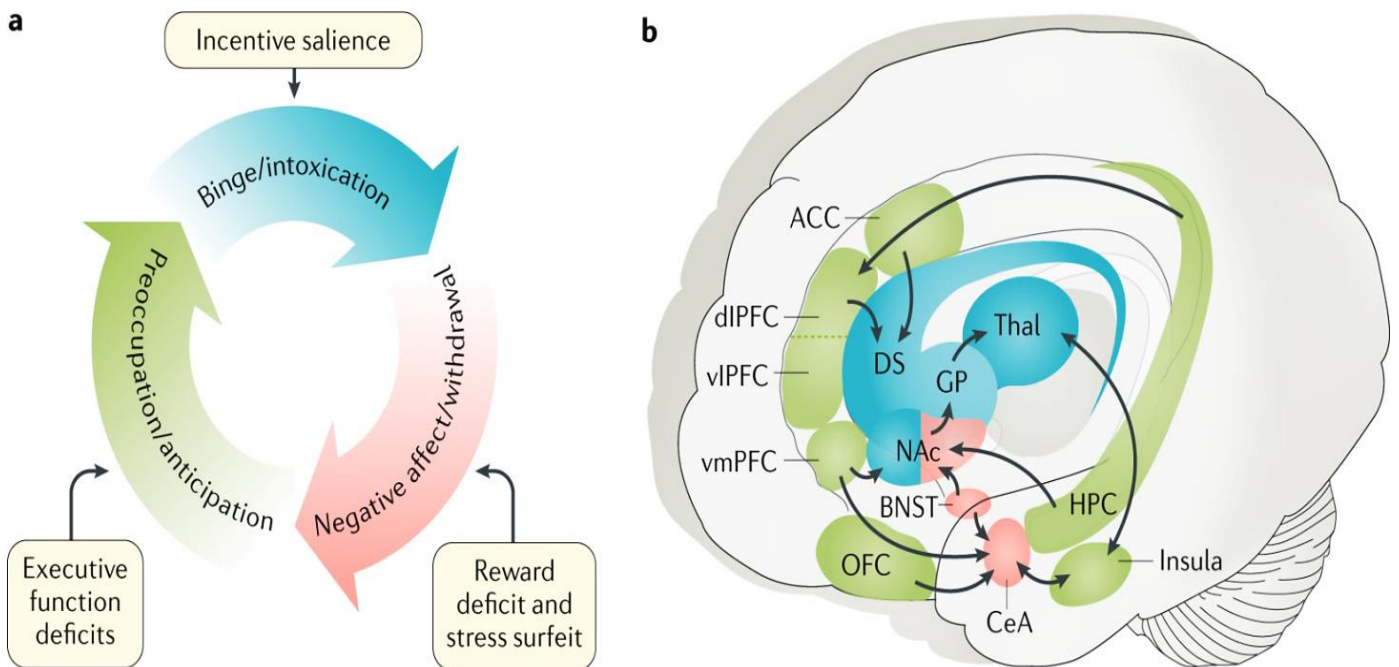 a
Incentive salience
Binge/intoxication
Preoccupation/anticipation
Negative affect/withdrawal
Executive
function
deficits
Reward
deficit and
stress surfeit
b
ACC
dlPFC
vlPFC
vmPFC
OFC
DS
GP
Thal
NAc
BNST
HPC
CeA
Insula